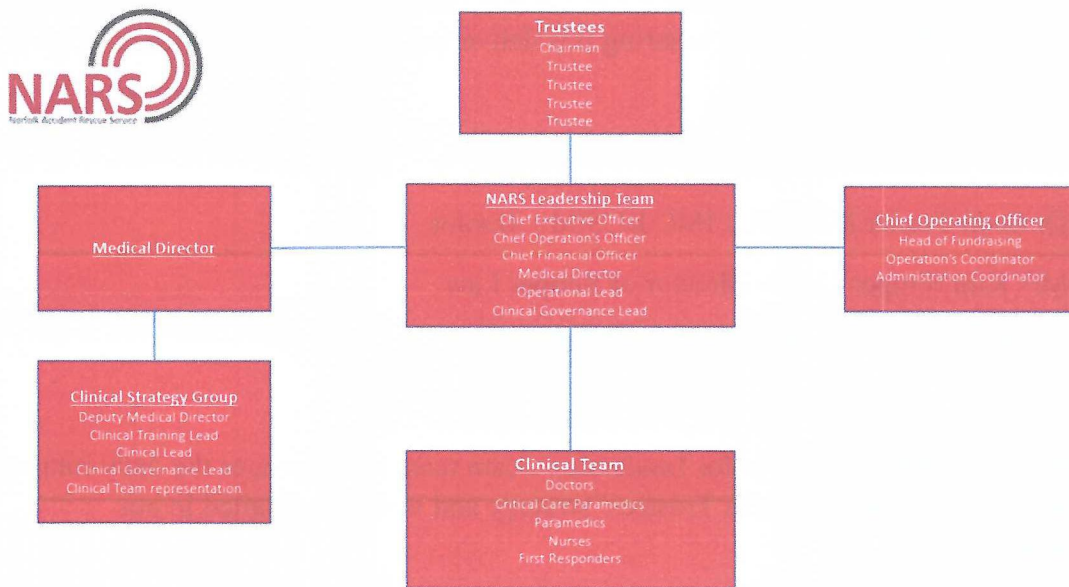 NARS
Norfolk Accident Rescue Service
Trustees
Chairman
Trustee
Trustee
Trustee
Trustee
Medical Director
NARS Leadership Team
Chief Executive Officer
Chief Operation's Officer
Chief Financial Officer
Medical Director
Operational Lead
Clinical Governance Lead
Chief Operating Officer
Head of Fundraising
Operation's Coordinator
Administration Coordinator
Clinical Strategy Group
Deputy Medical Director
Clinical Training Lead
Clinical Lead
Clinical Governance Lead
Clinical Team representation
Clinical Team
Doctors
Critical Care Paramedics
Paramedics
Nurses
First Responders